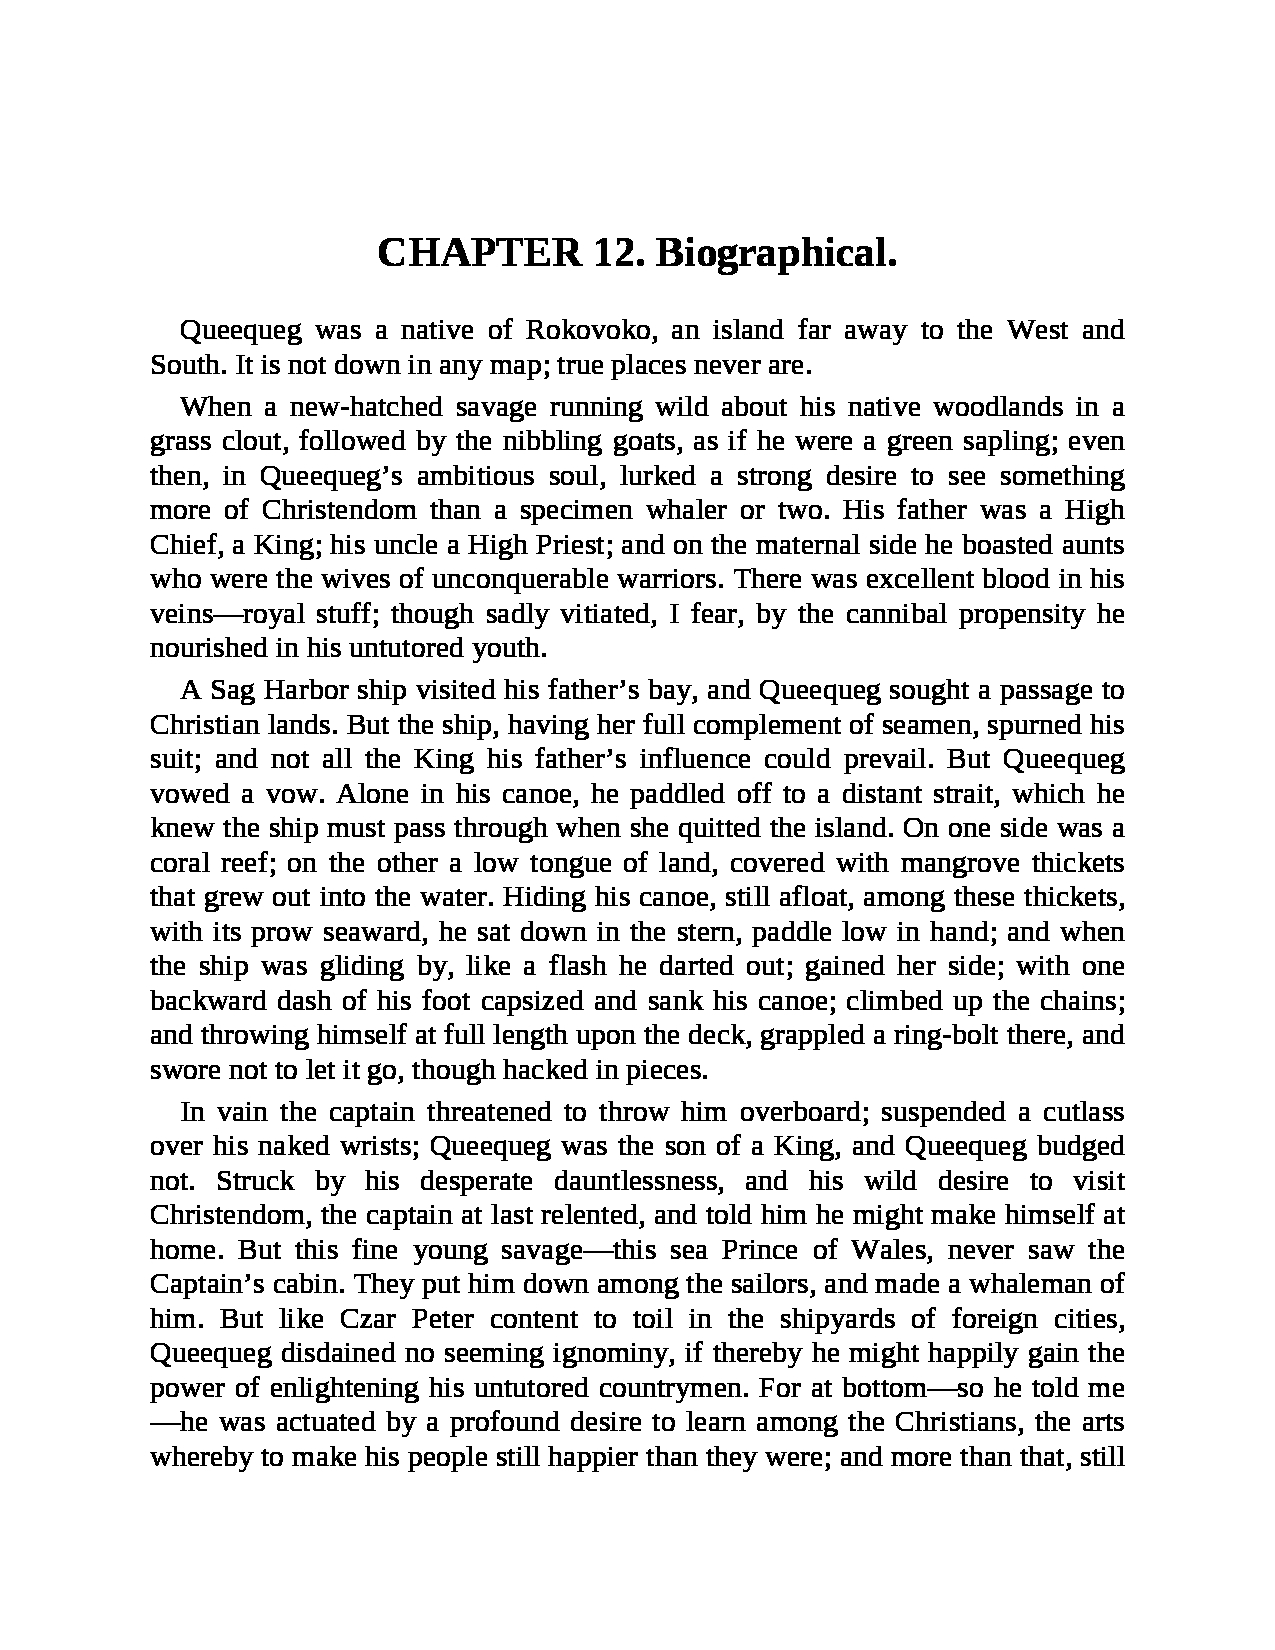 CHAPTER 12. Biographical.
Queequeg was a native of Rokovoko, an island far away to the West and
South. It is not down in any map; true places never are.
When a new-hatched savage running wild about his native woodlands in a
grass clout, followed by the nibbling goats, as if he were a green sapling; even
then, in Queequeg’s ambitious soul, lurked a strong desire to see something
more of Christendom than a specimen whaler or two. His father was a High
Chief, a King; his uncle a High Priest; and on the maternal side he boasted aunts
who were the wives of unconquerable warriors. There was excellent blood in his
veins—royal stuff; though sadly vitiated, I fear, by the cannibal propensity he
nourished in his untutored youth.
A Sag Harbor ship visited his father’s bay, and Queequeg sought a passage to
Christian lands. But the ship, having her full complement of seamen, spurned his
suit; and not all the King his father’s influence could prevail. But Queequeg
vowed a vow. Alone in his canoe, he paddled off to a distant strait, which he
knew the ship must pass through when she quitted the island. On one side was a
coral reef; on the other a low tongue of land, covered with mangrove thickets
that grew out into the water. Hiding his canoe, still afloat, among these thickets,
with its prow seaward, he sat down in the stern, paddle low in hand; and when
the ship was gliding by, like a flash he darted out; gained her side; with one
backward dash of his foot capsized and sank his canoe; climbed up the chains;
and throwing himself at full length upon the deck, grappled a ring-bolt there, and
swore not to let it go, though hacked in pieces.
In vain the captain threatened to throw him overboard; suspended a cutlass
over his naked wrists; Queequeg was the son of a King, and Queequeg budged
not. Struck by his desperate dauntlessness, and his wild desire to visit
Christendom, the captain at last relented, and told him he might make himself at
home. But this fine young savage—this sea Prince of Wales, never saw the
Captain’s cabin. They put him down among the sailors, and made a whaleman of
him. But like Czar Peter content to toil in the shipyards of foreign cities,
Queequeg disdained no seeming ignominy, if thereby he might happily gain the
power of enlightening his untutored countrymen. For at bottom—so he told me
—he was actuated by a profound desire to learn among the Christians, the arts
whereby to make his people still happier than they were; and more than that, still